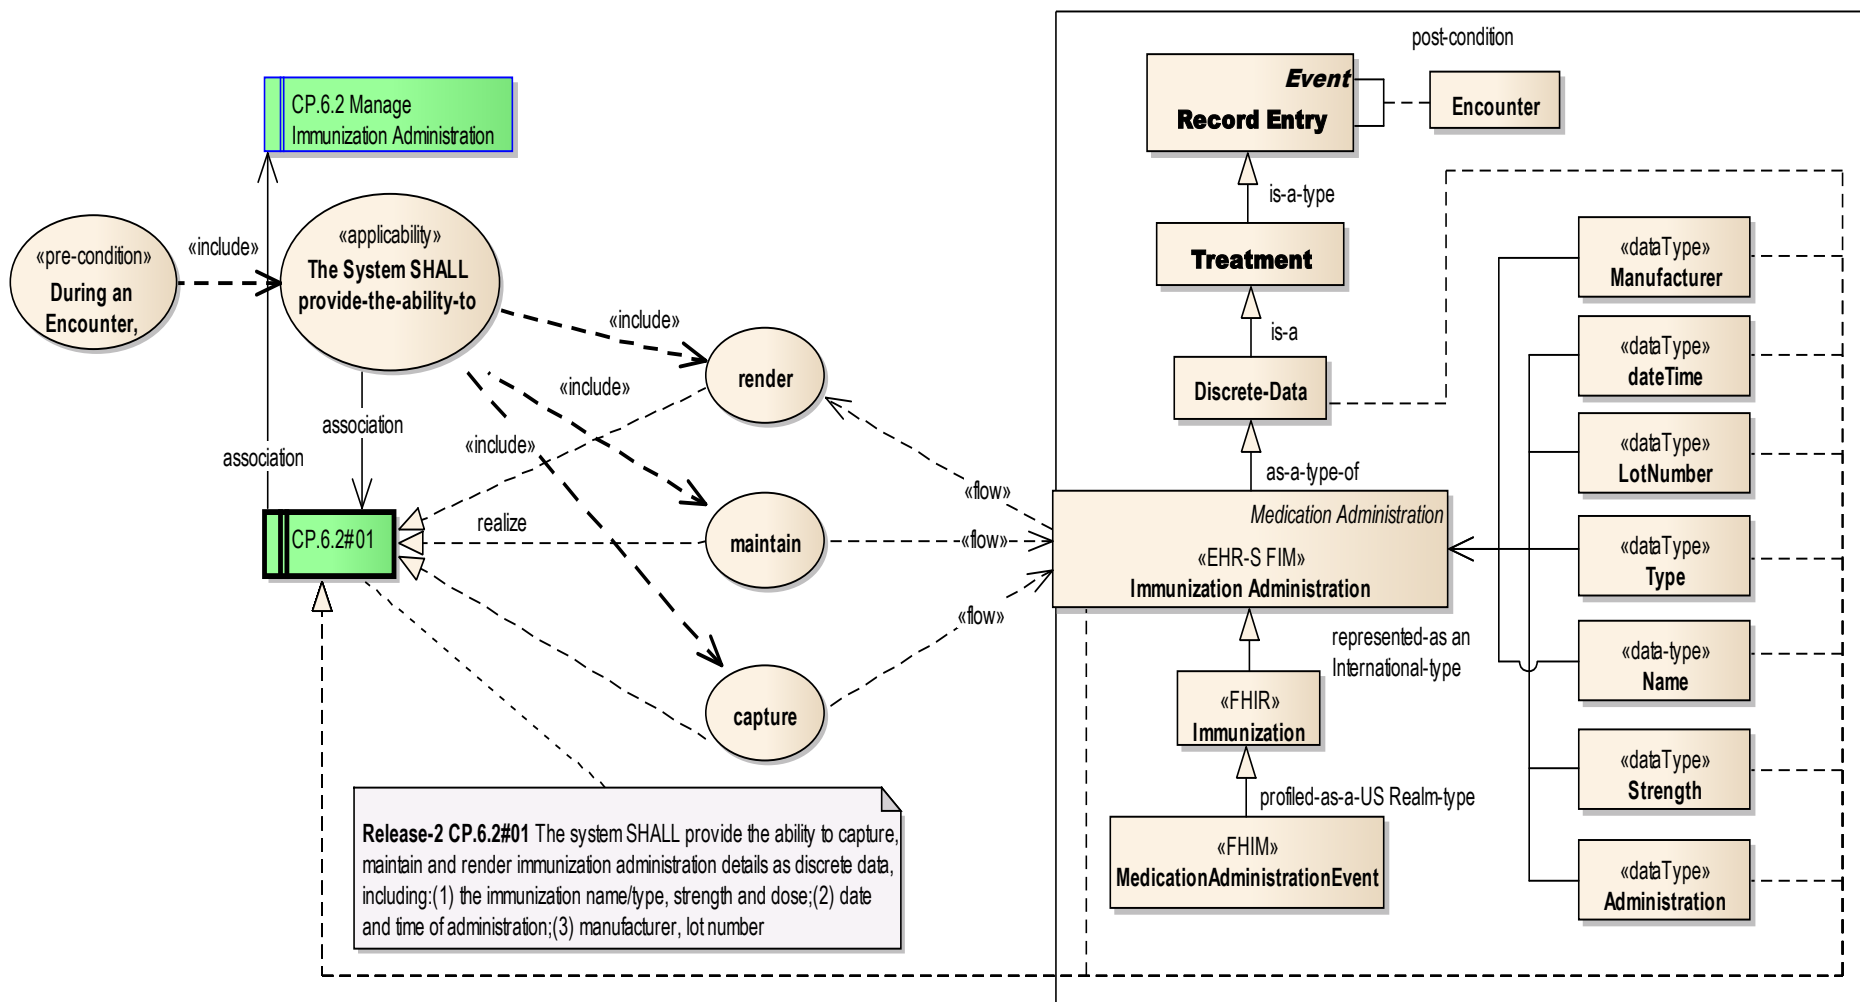 post-condition
Event
Record Entry
Encounter
CP.6.2 Manage
Immunization Administration
is-a-type
«include»
«applicability»
The System SHALL
provide-the-ability-to
«pre-condition»
During an
Encounter,
Treatment
«dataType»
Manufacturer
is-a
«include»
render
«dataType»
dateTime
Discrete-Data
«include»
association
«include»
association
«dataType»
LotNumber
as-a-type-of
«flow»
Medication Administration
«EHR-S FIM»
Immunization Administration
CP.6.2#01
realize
maintain
«flow»
«dataType»
Type
«flow»
represented-as an
International-type
«data-type»
Name
capture
«FHIR»
Immunization
«dataType»
Strength
profiled-as-a-US Realm-type
«FHIM»
MedicationAdministrationEvent
«dataType»
Administration
Release-2 CP.6.2#01 The system SHALL provide the ability to capture,
maintain and render immunization administration details as discrete data,
including:(1) the immunization name/type, strength and dose;(2) date
and time of administration;(3) manufacturer, lot number